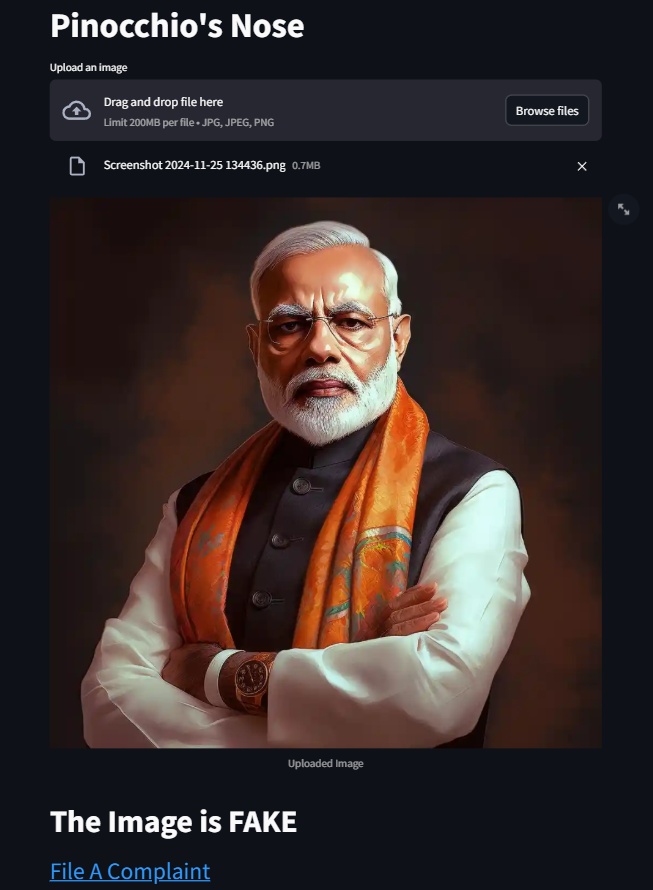 Pinocchio's Nose
Upload an image
Drag and drop file here
Limit 200MB per file • JPG, JPEG, PNG
Browse files
Screenshot 2024-11-25 134436.png 0.7MB
Uploaded Image
The Image is FAKE
File A Complaint